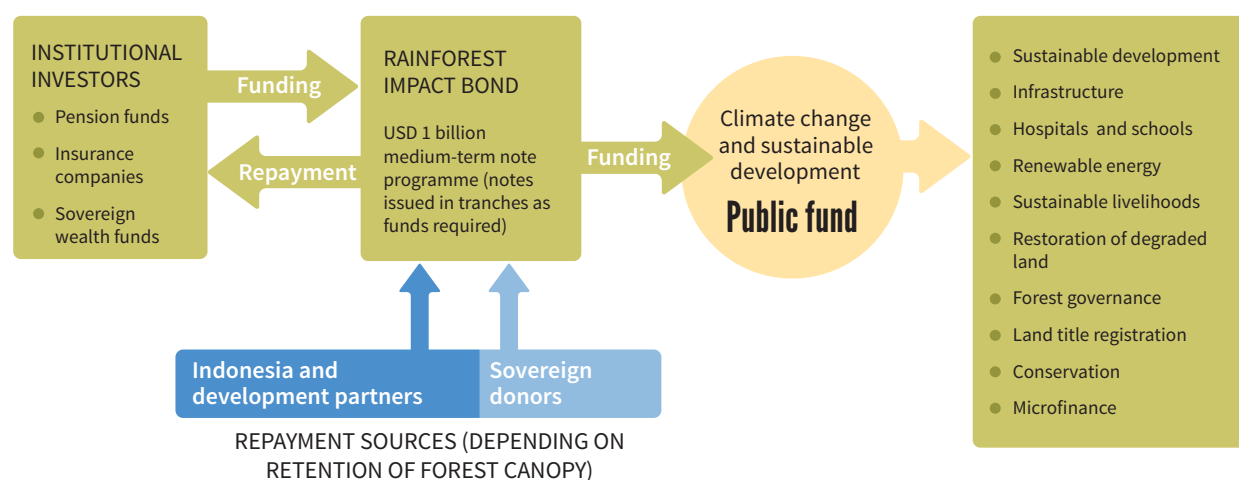 INSTITUTIONAL
INVESTORS
Pension funds
Insurance
companies
Sovereign
wealth funds
Funding
Repayment
RAINFOREST
IMPACT BOND
USD 1 billion
medium-term note
programme (notes
issued in tranches as
funds required)
Funding
Climate change
and sustainable
development
Public fund
Sustainable development
Infrastructure
Hospitals and schools
Renewable energy
Sustainable livelihoods
Restoration of degraded
land
Forest governance
Land title registration
Conservation
Microfinance
Indonesia and
development partners
Sovereign
donors
REPAYMENT SOURCES (DEPENDING ON
RETENTION OF FOREST CANOPY)